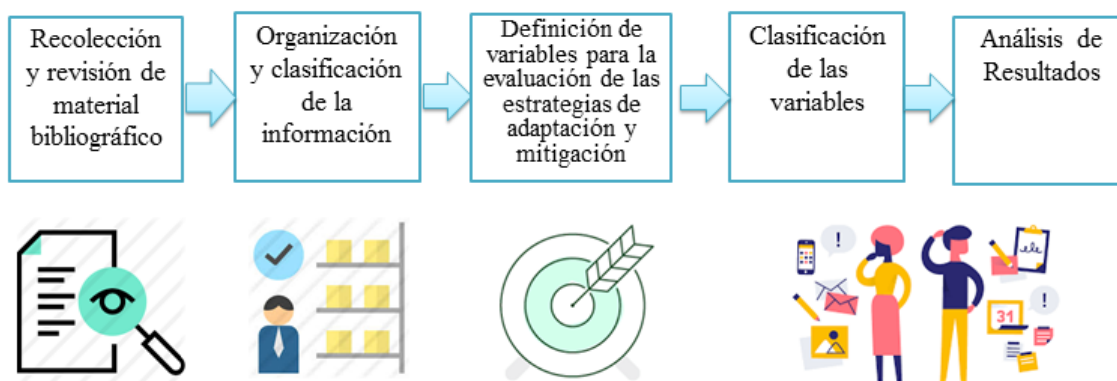 Recolección
y revisión de
material
bibliográfico
Organización
y clasificación
de la
información
Definición de
variables para la
evaluación de las
estrategias de
adaptación y
mitigación
Clasificación
de las
variables
Análisis de
Resultados
!
!
31